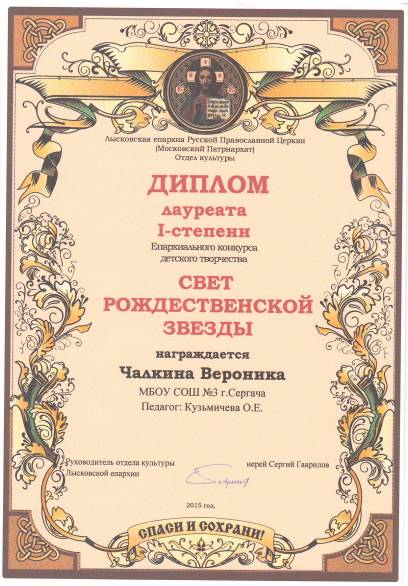 Лысковская епархия Русской Православной Церкви
(Московский Патриархат)
Отдел культуры
ДИПЛОМ
лауреата
I-степени
Епархиального конкурса
детского творчества
СВЕТ
РОЖДЕСТВЕНСКОЙ
ЗВЕЗДЫ
награждается
Чалкина Вероника
МБОУ СОШ №3 г.Сергача
Педагог: Кузьмичева О.Е.
Руководитель отдела культуры
Лысковской епархии
иерей Сергий Гаврилов
2015 год.
СПАСИ И СОХРАНИ!